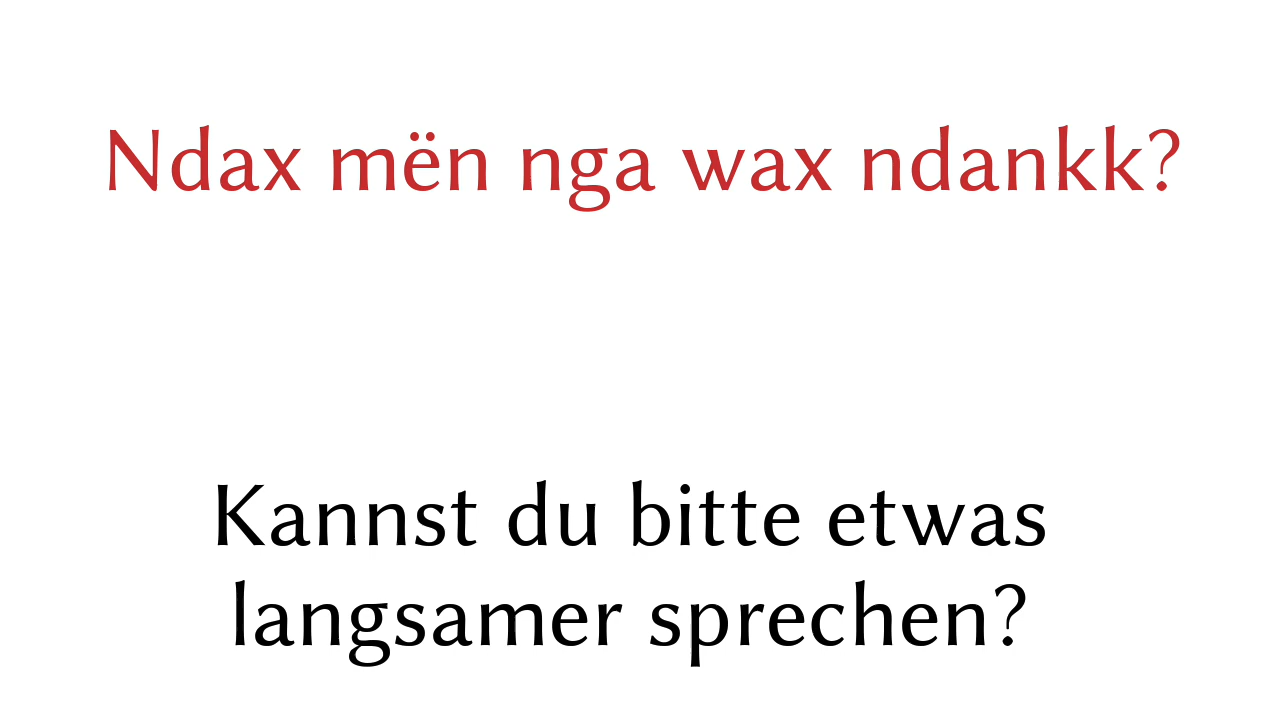 Ndax mën nga wax ndankk?
Kannst du bitte etwas
langsamer sprechen?